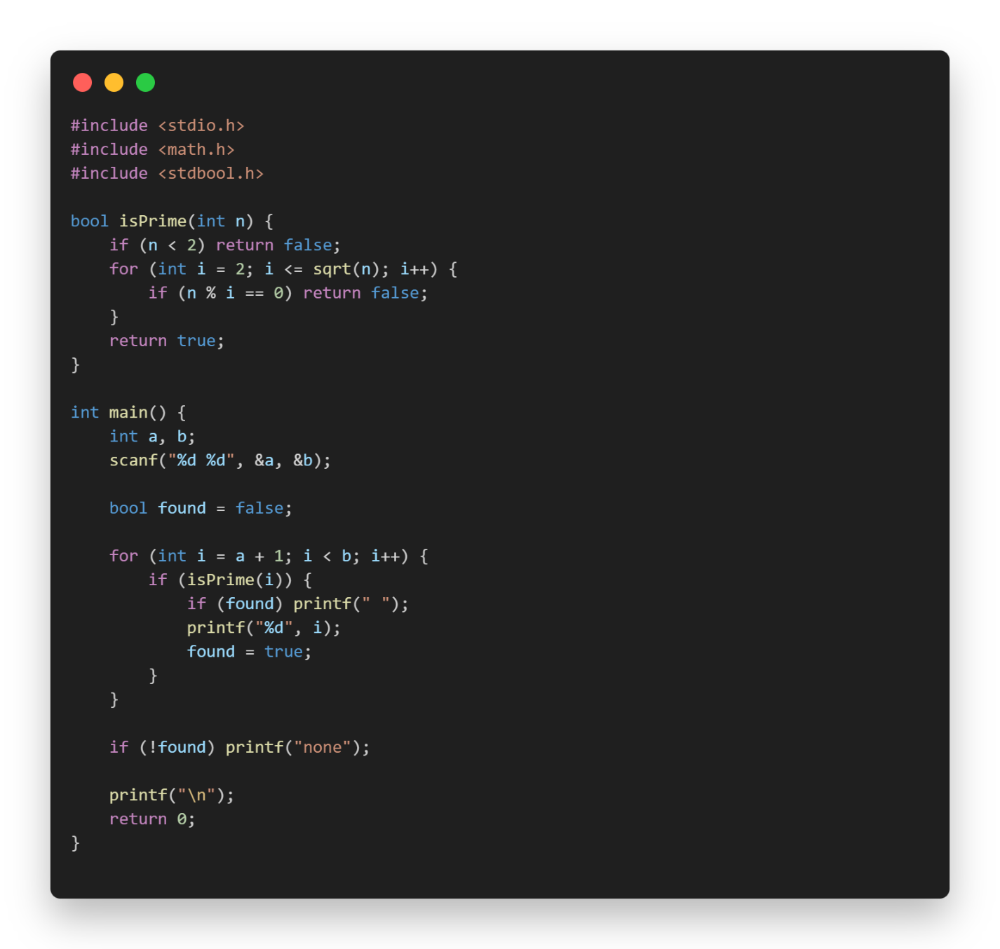 #include <stdio.h>
#include <math.h>
#include <stdbool.h>

bool isPrime(int n) {
    if (n < 2) return false;
    for (int i = 2; i <= sqrt(n); i++) {
        if (n % i == 0) return false;
    }
    return true;
}

int main() {
    int a, b;
    scanf("%d %d", &a, &b);

    bool found = false;

    for (int i = a + 1; i < b; i++) {
        if (isPrime(i)) {
            if (found) printf(" ");
            printf("%d", i);
            found = true;
        }
    }

    if (!found) printf("none");

    printf("\n");
    return 0;
}